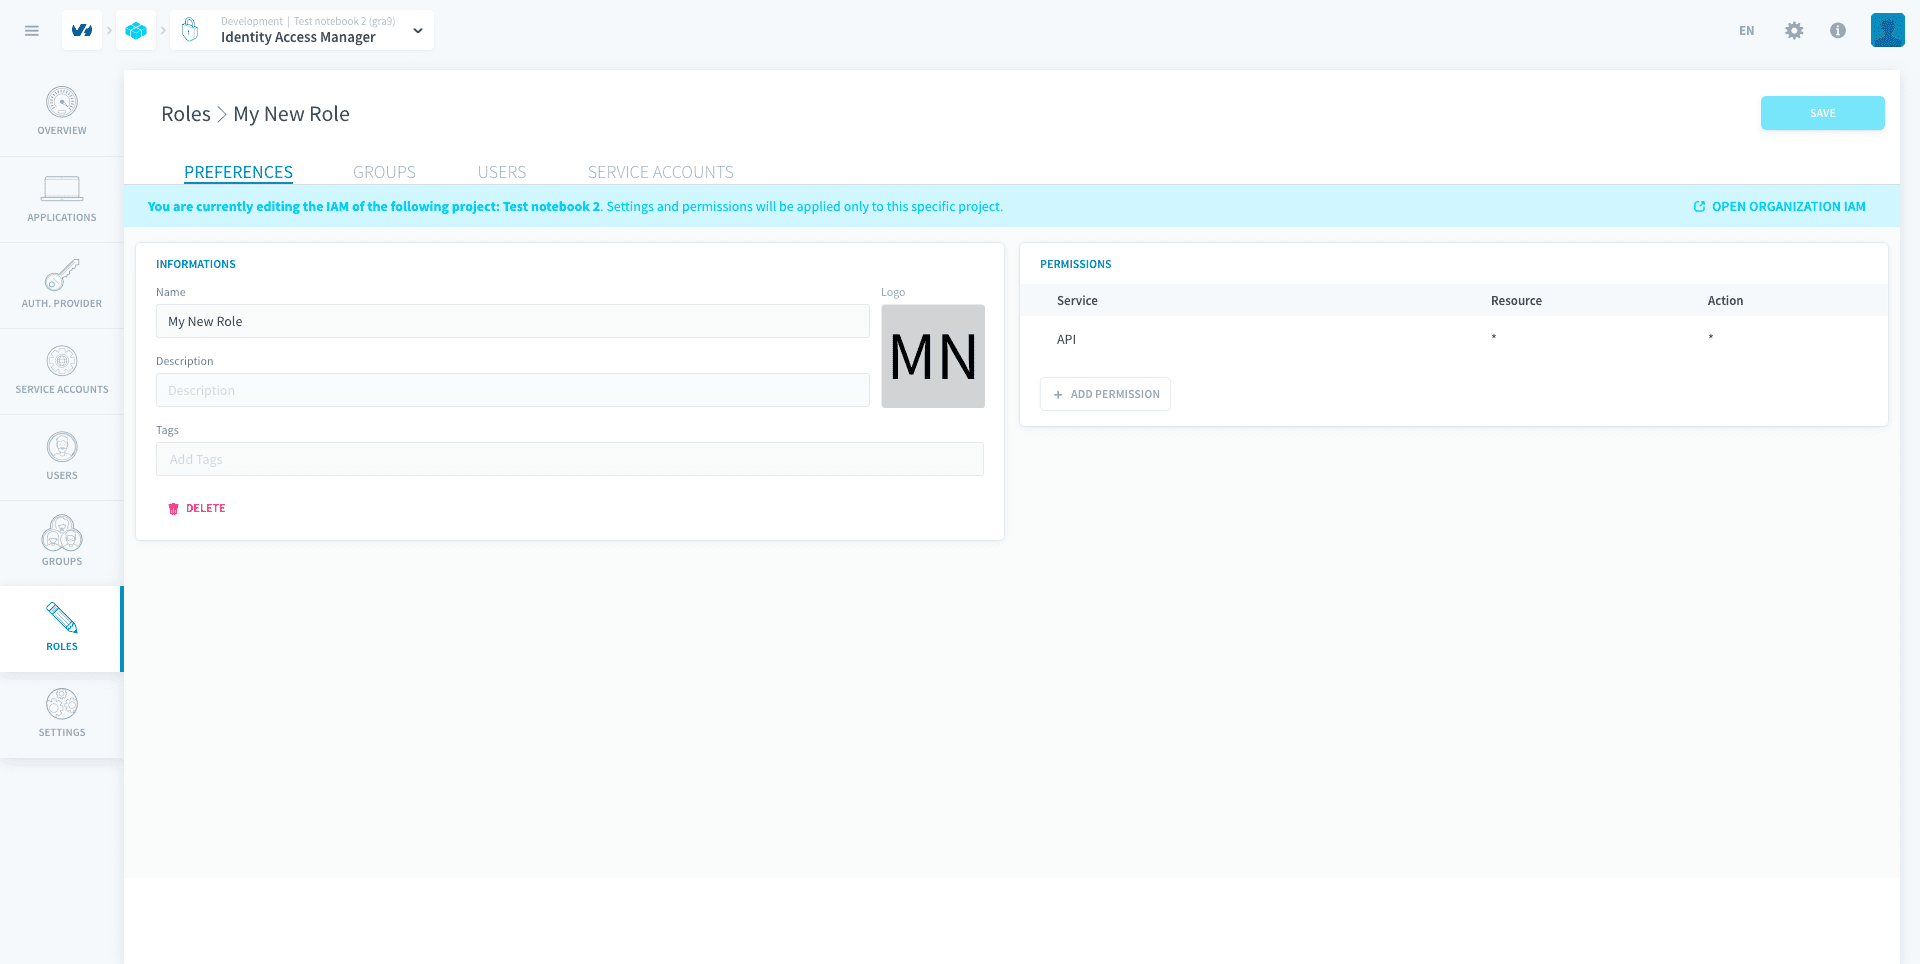 Development | Test notebook 2 (gra9)
Identity Access Manager
EN
OVERVIEW
APPLICATIONS
AUTH. PROVIDER
SERVICE ACCOUNTS
USERS
GROUPS
ROLES
SETTINGS
Roles > My New Role
SAVE
PREFERENCES GROUPS USERS SERVICE ACCOUNTS
You are currently editing the IAM of the following project: Test notebook 2. Settings and permissions will be applied only to this specific project.
OPEN ORGANIZATION IAM
INFORMATIONS
Name
My New Role
Logo
MN
Description
Description
Tags
Add Tags
DELETE
PERMISSIONS
Service Resource Action
API * *
+ ADD PERMISSION